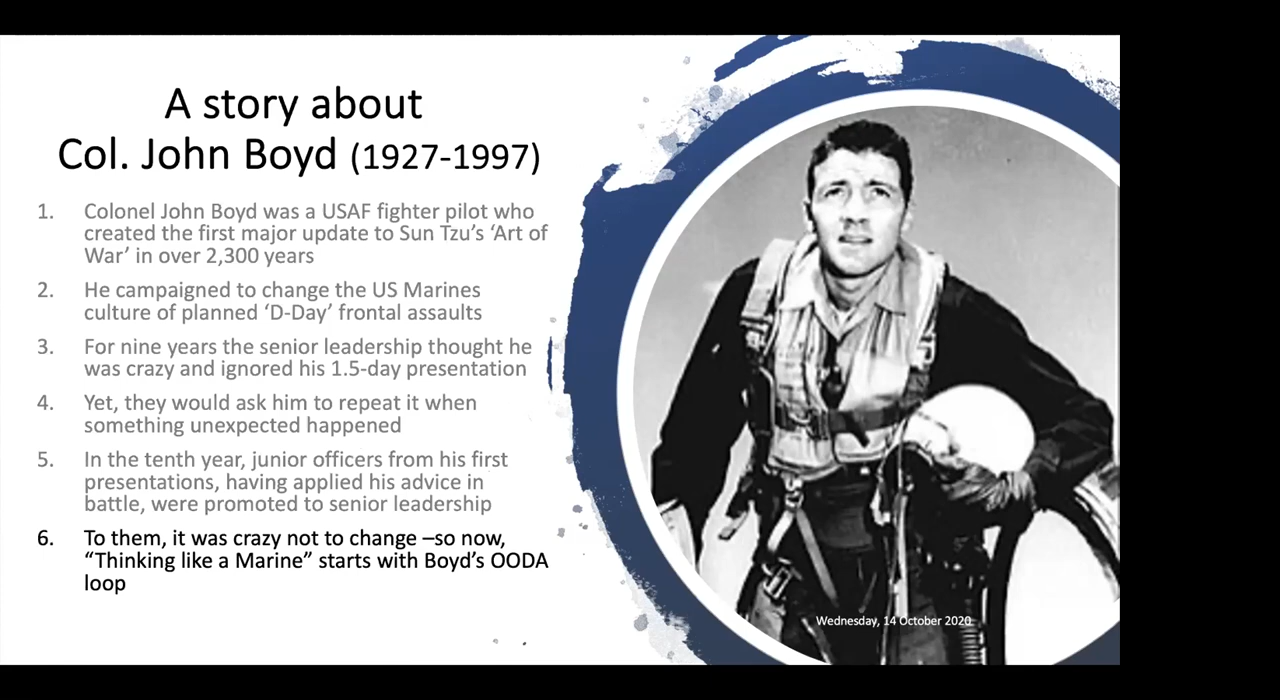 A story about
Col. John Boyd (1927-1997)
1. Colonel John Boyd was a USAF fighter pilot who
created the first major update to Sun Tzu's ‘Art of
War’ in over 2,300 years
2. He campaigned to change the US Marines
culture of planned ‘D-Day’ frontal assaults
3. For nine years the senior leadership thought he
was crazy and ignored his 1.5-day presentation
4. Yet, they would ask him to repeat it when
something unexpected happened
5. In the tenth year, junior officers from his first
presentations, having applied his advice in
battle, were promoted to senior leadership
6. To them, it was crazy not to change –so now,
“Thinking like a Marine” starts with Boyd's OODA
loop
Wednesday, 14 October 2020